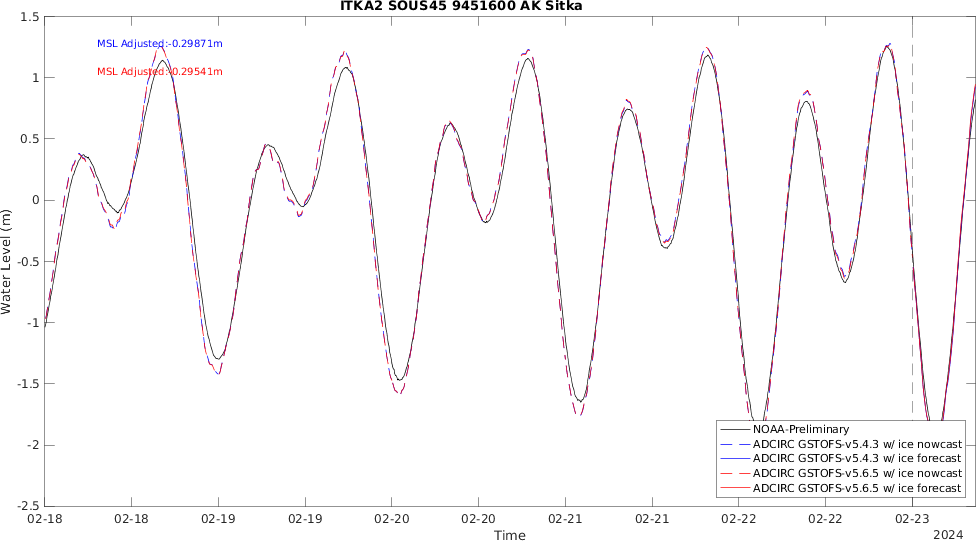 ITKA2 SOUS45 9451600 AK Sitka
MSL Adjusted:-0.29871m
MSL Adjusted:-0.29541m
1.5
1
0.5
0
-0.5
-1
-1.5
-2
-2.5
Water Level (m)
NOAA-Preliminary
ADCIRC GSTOFS-v5.4.3 w/ ice nowcast
ADCIRC GSTOFS-v5.4.3 w/ ice forecast
ADCIRC GSTOFS-v5.6.5 w/ ice nowcast
ADCIRC GSTOFS-v5.6.5 w/ ice forecast
02-18 02-18 02-19 02-19 02-20 02-20 02-21 02-21 02-22 02-22 02-23
Time
2024